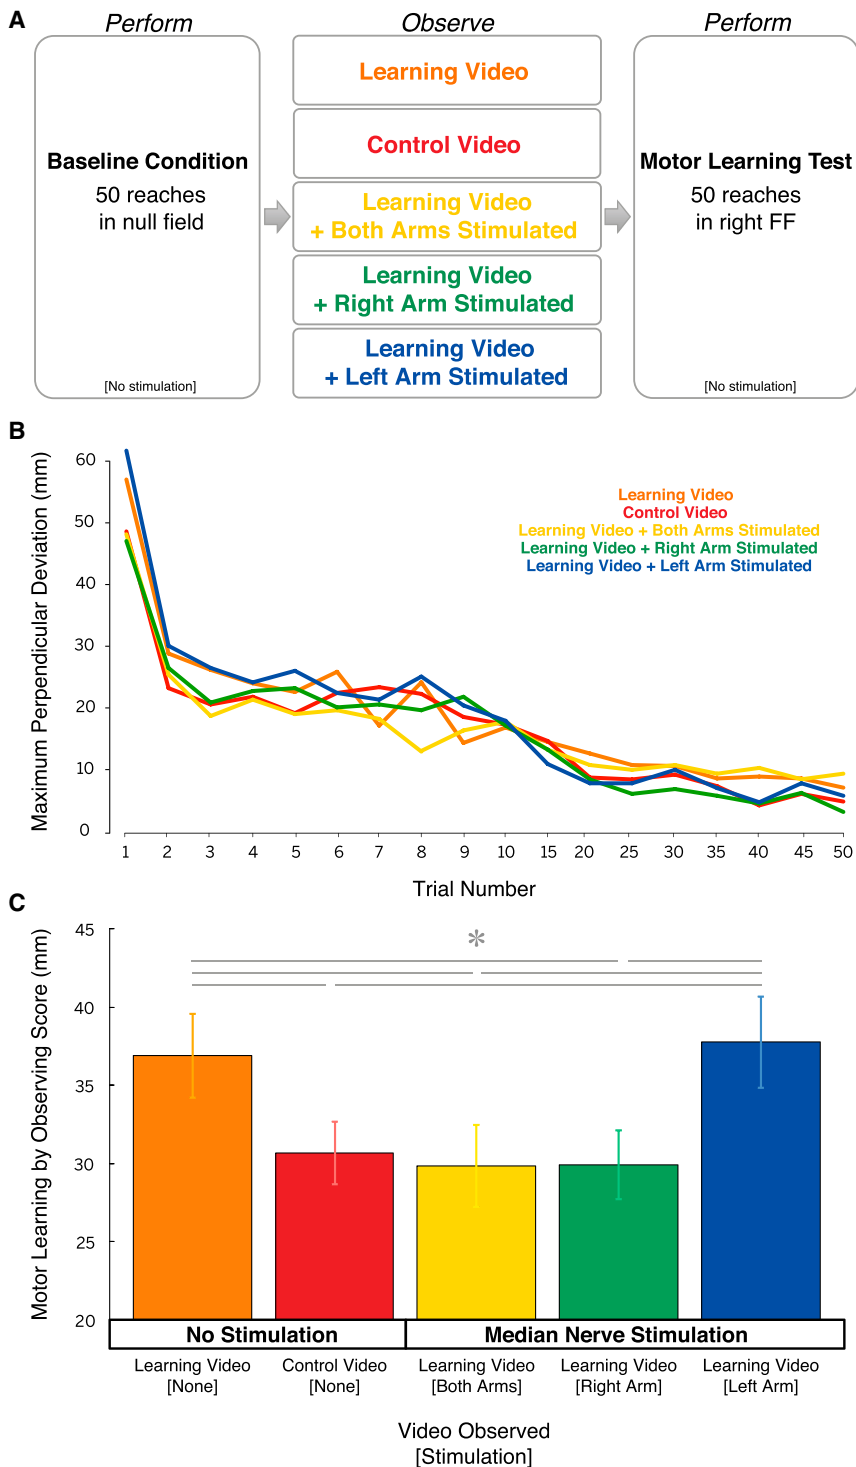 A
Perform
Observe
Perform
Baseline Condition
50 reaches
in null field
[No stimulation]
Learning Video
Control Video
Learning Video
+ Both Arms Stimulated
Learning Video
+ Right Arm Stimulated
Learning Video
+ Left Arm Stimulated
Motor Learning Test
50 reaches
in right FF
[No stimulation]
B
Maximum Perpendicular Deviation (mm)
60
50
40
30
20
10
0
Learning Video
Control Video
Learning Video + Both Arms Stimulated
Learning Video + Right Arm Stimulated
Learning Video + Left Arm Stimulated
1 2 3 4 5 6 7 8 9 10 15 20 25 30 35 40 45 50
Trial Number
C
Motor Learning by Observing Score (mm)
45
40
35
30
25
20
*
No Stimulation
Median Nerve Stimulation
Learning Video
[None]
Control Video
[None]
Learning Video
[Both Arms]
Learning Video
[Right Arm]
Learning Video
[Left Arm]
Video Observed
[Stimulation]